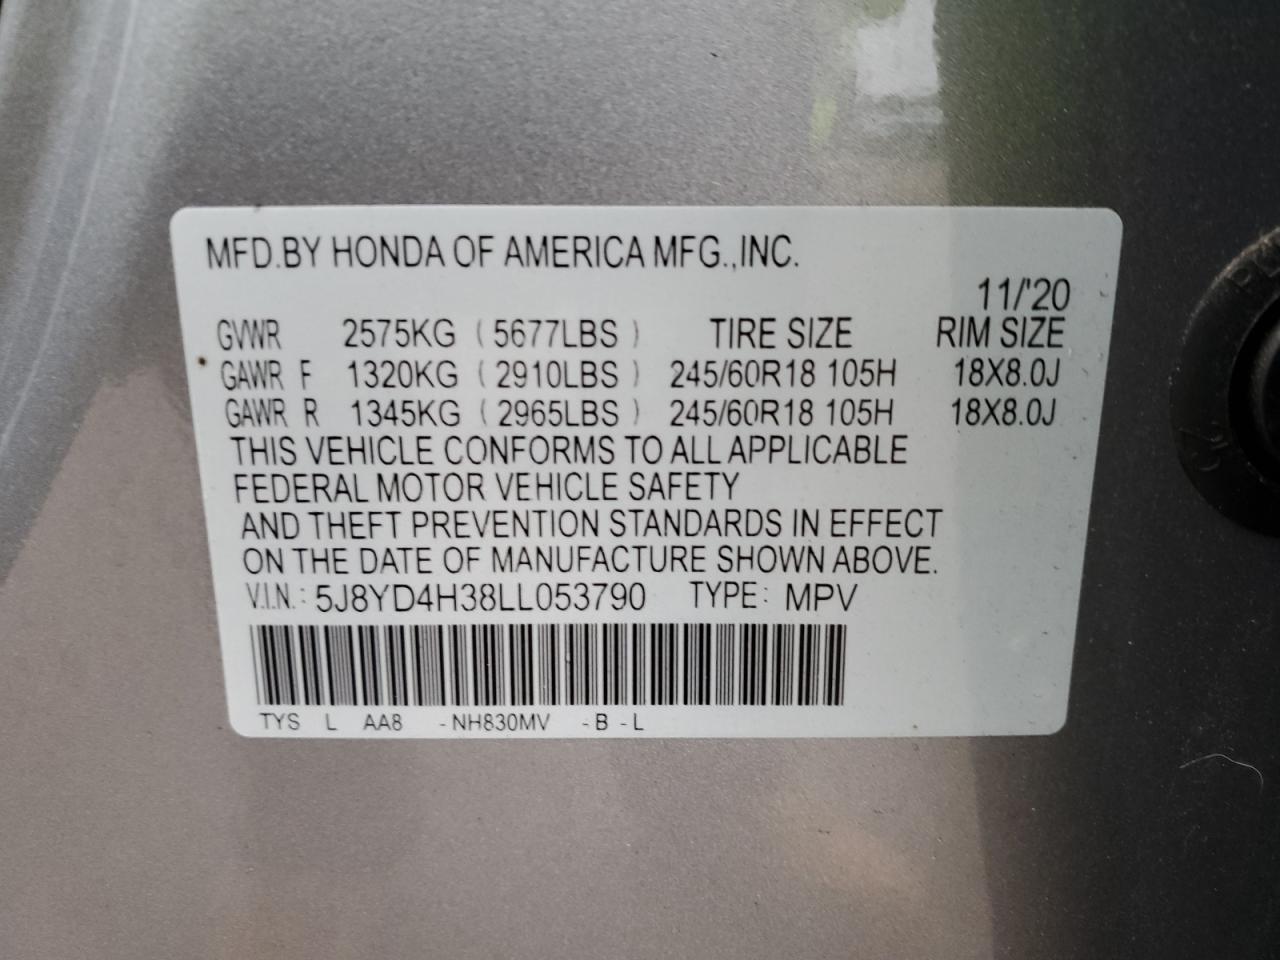 MFD.BY HONDA OF AMERICA MFG.,INC.
11/'20
GVWR 2575KG ( 5677LBS ) TIRE SIZE RIM SIZE
GAWR F 1320KG ( 2910LBS ) 245/60R18 105H 18X8.0J
GAWR R 1345KG ( 2965LBS ) 245/60R18 105H 18X8.0J
THIS VEHICLE CONFORMS TO ALL APPLICABLE
FEDERAL MOTOR VEHICLE SAFETY
AND THEFT PREVENTION STANDARDS IN EFFECT
ON THE DATE OF MANUFACTURE SHOWN ABOVE.
V.I.N.: 5J8YD4H38LL053790 TYPE: MPV
TYS L AA8 -NH830MV -B -L